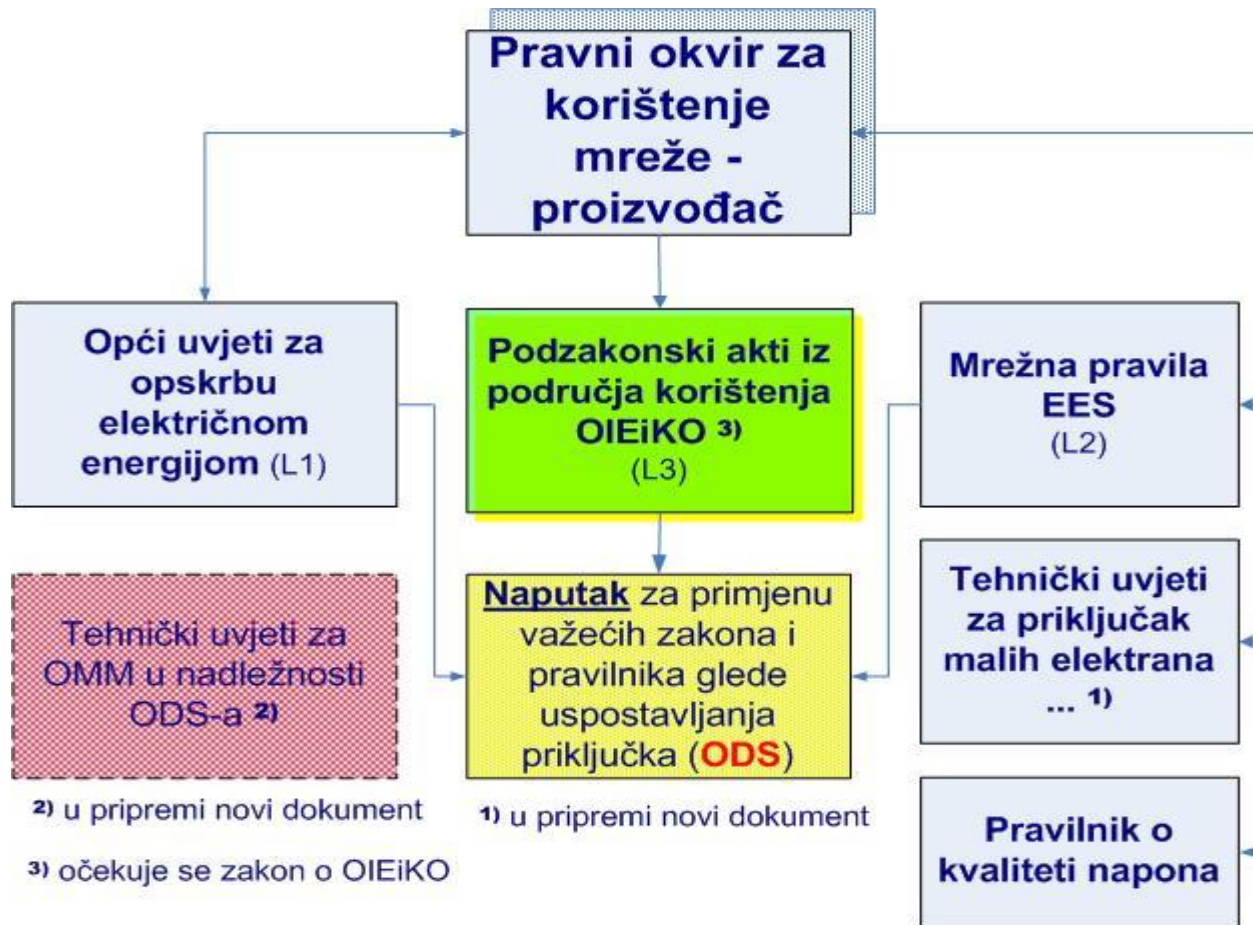 Pravni okvir za
korištenje
mreže -
proizvođač
Opći uvjeti za
opskrbu
električnom
energijom (L1)
Podzakonski akti iz
područja korištenja
OIEiKO 3)
(L3)
Mrežna pravila
EES
(L2)
Tehnički uvjeti za
OMM u nadležnosti
ODS-a 2)
Naputak za primjenu
važećih zakona i
pravilnika glede
uspostavljanja
priključka (ODS)
Tehnički uvjeti
za priključak
malih elektrana
... 1)
2) u pripremi novi dokument
1) u pripremi novi dokument
3) očekuje se zakon o OIEiKO
Pravilnik o
kvaliteti napona